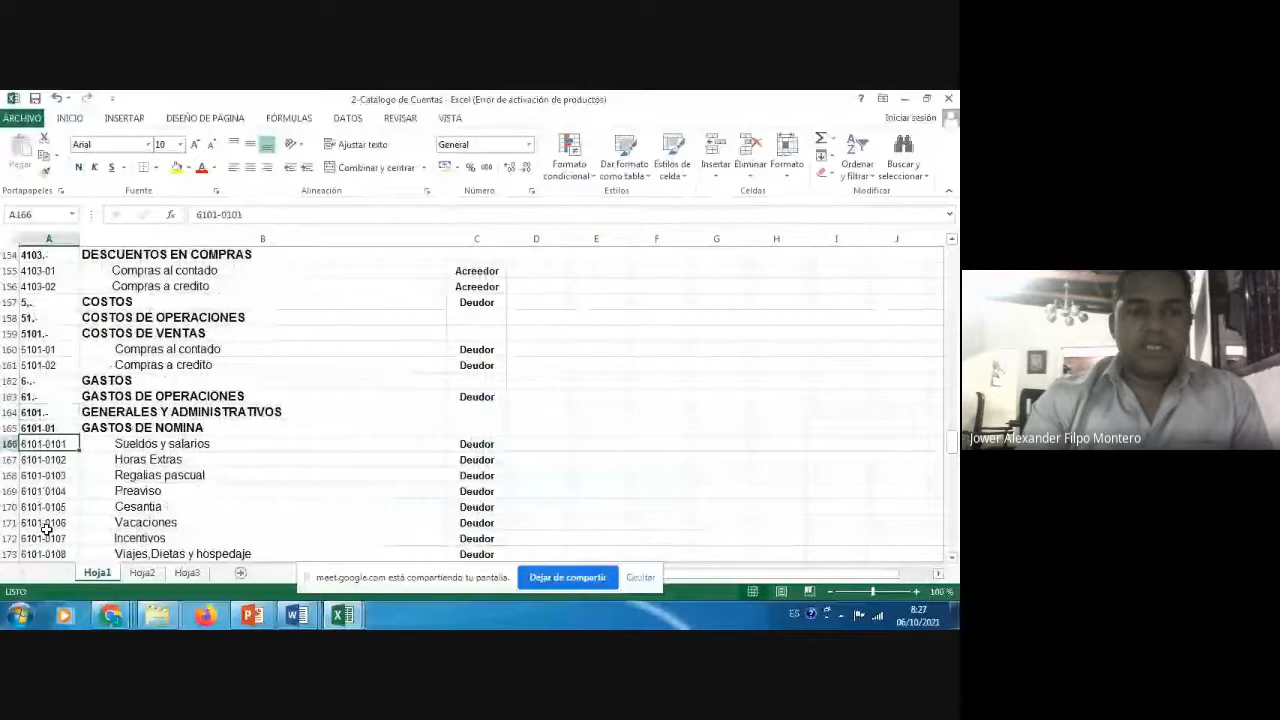 2-Catalogo de Cuentas - Excel (Error de activación de productos)
ARCHIVO INICIO INSERTAR DISEÑO DE PÁGINA FÓRMULAS DATOS REVISAR VISTA Iniciar sesión
Pegar
Arial 10
N K S
Ajustar texto
Combinar y centrar
General
% 000
Formato condicional
Dar formato como tabla
Estilos de celda
Insertar Eliminar Formato
Ordenar y filtrar
Buscar y seleccionar
Portapapeles Fuente Alineación Número Estilos Celdas Modificar
A166 fx 6101-0101
A B C D E F G H I J
154 4103.- DESCUENTOS EN COMPRAS
155 4103-01 Compras al contado Acreedor
156 4103-02 Compras a credito Acreedor
157 5,.- COSTOS Deudor
158 51.- COSTOS DE OPERACIONES
159 5101.- COSTOS DE VENTAS
160 5101-01 Compras al contado Deudor
161 5101-02 Compras a credito Deudor
162 6-.- GASTOS
163 61.- GASTOS DE OPERACIONES Deudor
164 6101.- GENERALES Y ADMINISTRATIVOS
165 6101-01 GASTOS DE NOMINA
166 6101-0101 Sueldos y salarios Deudor
167 6101-0102 Horas Extras Deudor
168 6101-0103 Regalias pascual Deudor
169 6101-0104 Preaviso Deudor
170 6101-0105 Cesantia Deudor
171 6101-0106 Vacaciones Deudor
172 6101-0107 Incentivos Deudor
173 6101-0108 Viajes,Dietas y hospedaje Deudor
Hoja1 Hoja2 Hoja3
meet.google.com está compartiendo tu pantalla. Dejar de compartir Ocultar
LISTO 100 %
ES 8:27
06/10/2021
Jower Alexander Filpo Montero